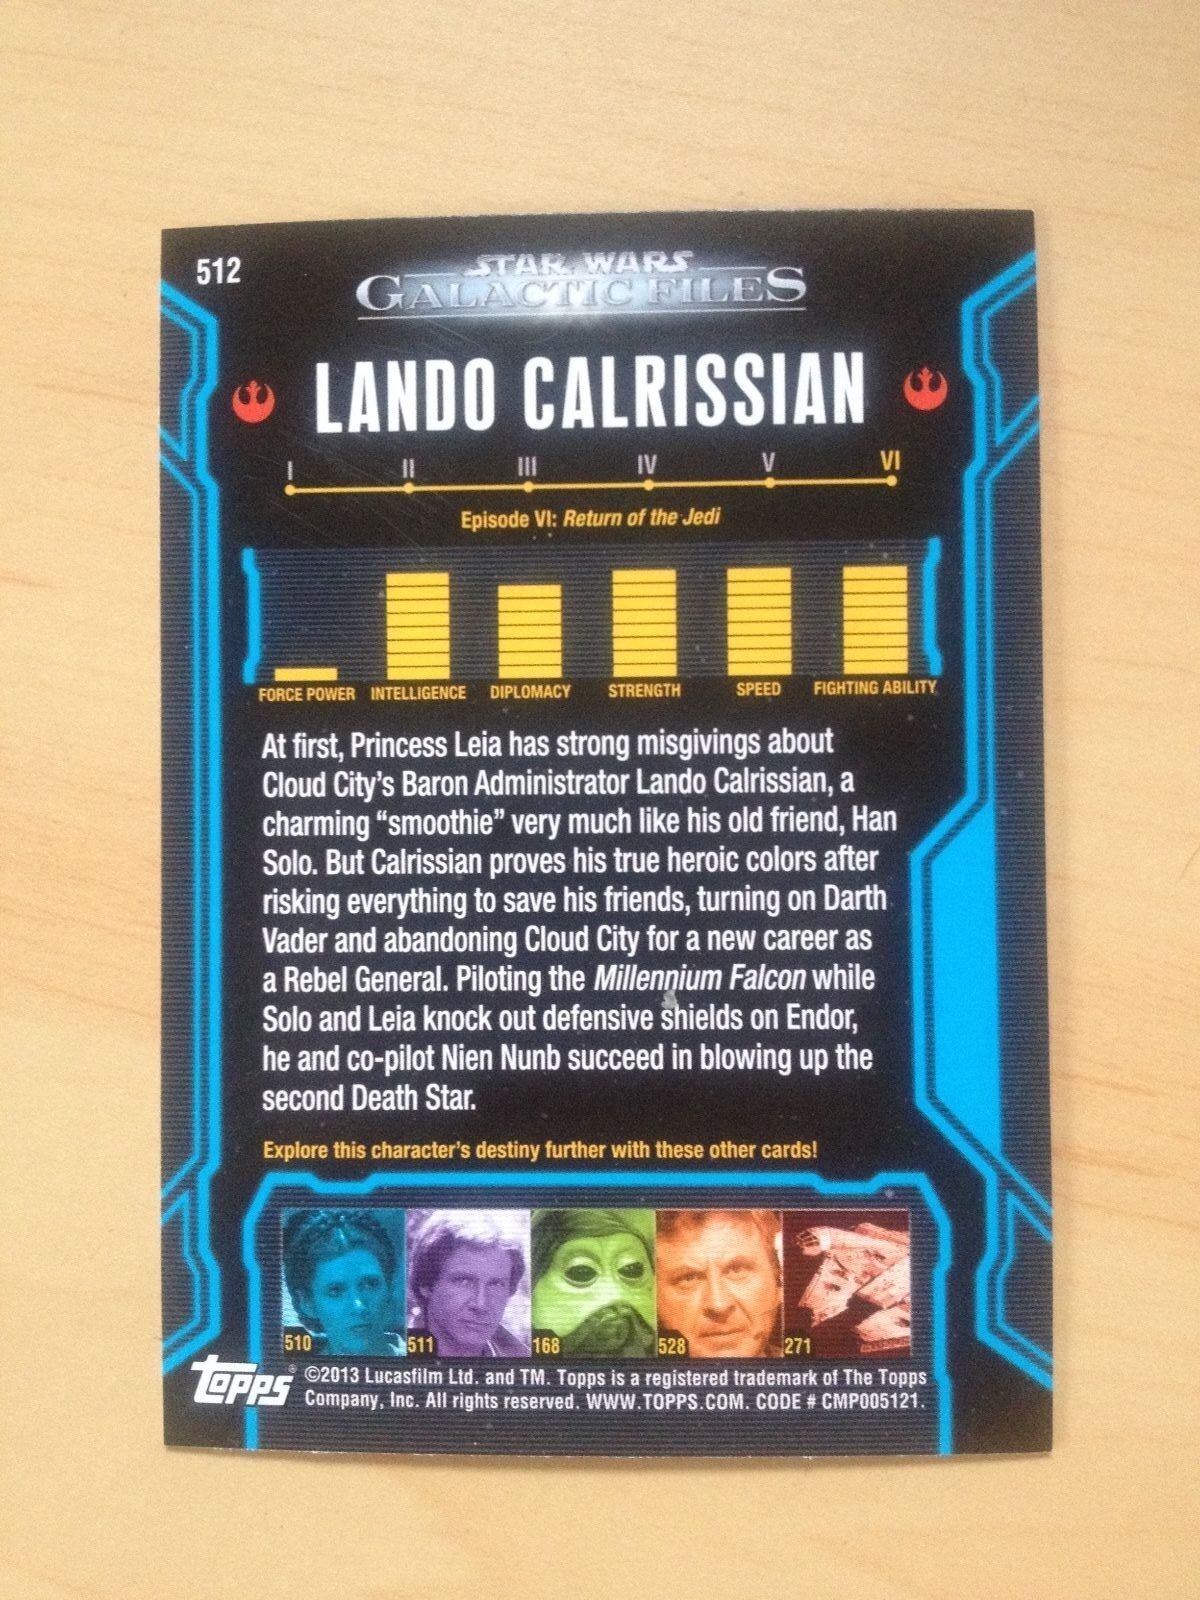 512
STAR WARS
GALACTIC FILES
LANDO CALRISSIAN
I II III IV V VI
Episode VI: Return of the Jedi
FORCE POWER INTELLIGENCE DIPLOMACY STRENGTH SPEED FIGHTING ABILITY
At first, Princess Leia has strong misgivings about
Cloud City's Baron Administrator Lando Calrissian, a
charming “smoothie” very much like his old friend, Han
Solo. But Calrissian proves his true heroic colors after
risking everything to save his friends, turning on Darth
Vader and abandoning Cloud City for a new career as
a Rebel General. Piloting the Millennium Falcon while
Solo and Leia knock out defensive shields on Endor,
he and co-pilot Nien Nunb succeed in blowing up the
second Death Star.
Explore this character's destiny further with these other cards!
510 511 168 528 271
Topps ® ©2013 Lucasfilm Ltd. and TM. Topps is a registered trademark of The Topps
Company, Inc. All rights reserved. WWW.TOPPS.COM. CODE # CMP005121.